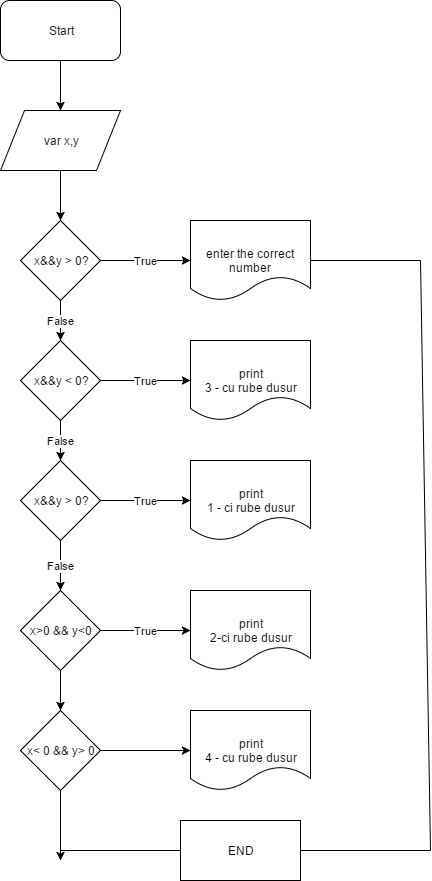 Start
var x,y
x&&y > 0?
True
enter the correct
number
False
x&&y < 0?
True
print
3 - cu rube dusur
False
x&&y > 0?
True
print
1 - ci rube dusur
False
x>0 && y<0
True
print
2-ci rube dusur
x< 0 && y> 0
print
4 - cu rube dusur
END